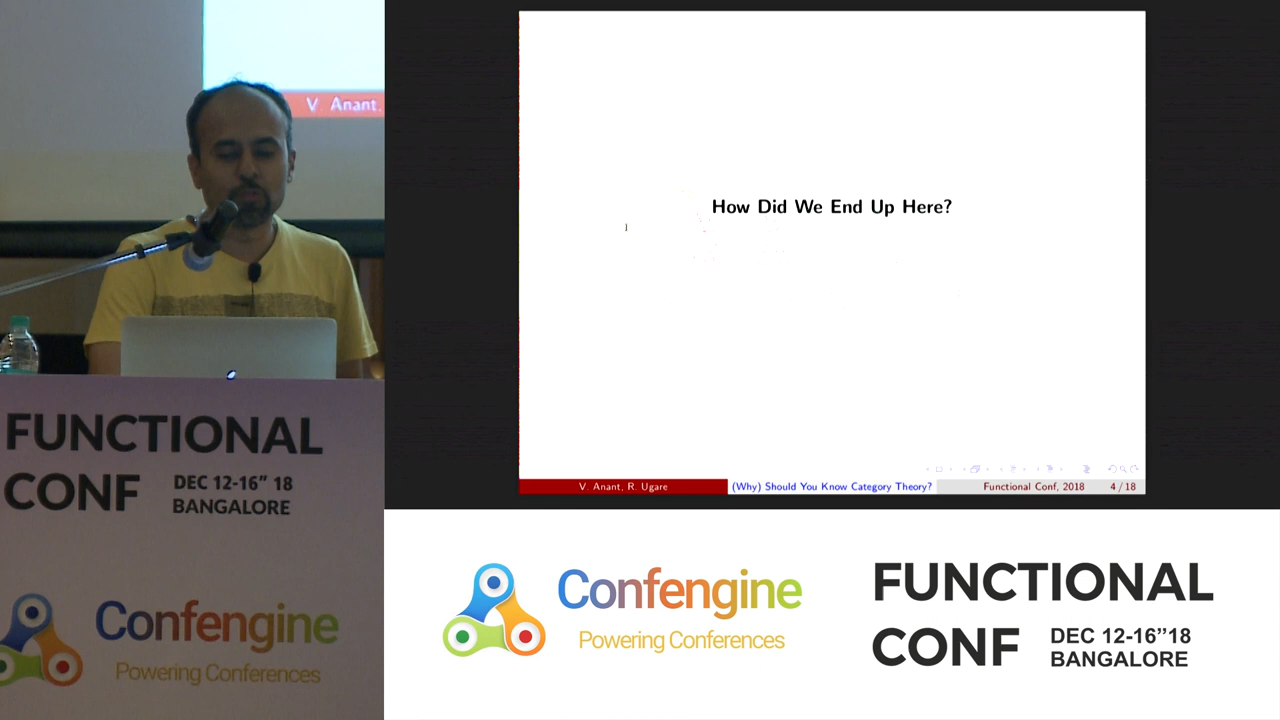 V Anant,
FUNCTIONAL
CONF
DEC 12-16" 18
BANGALORE
Confengine
Powering Conferences
How Did We End Up Here?
V. Anant, R. Ugare
(Why) Should You Know Category Theory?
Functional Conf, 2018
4 / 18
Confengine
Powering Conferences
FUNCTIONAL
CONF
DEC 12-16"18
BANGALORE